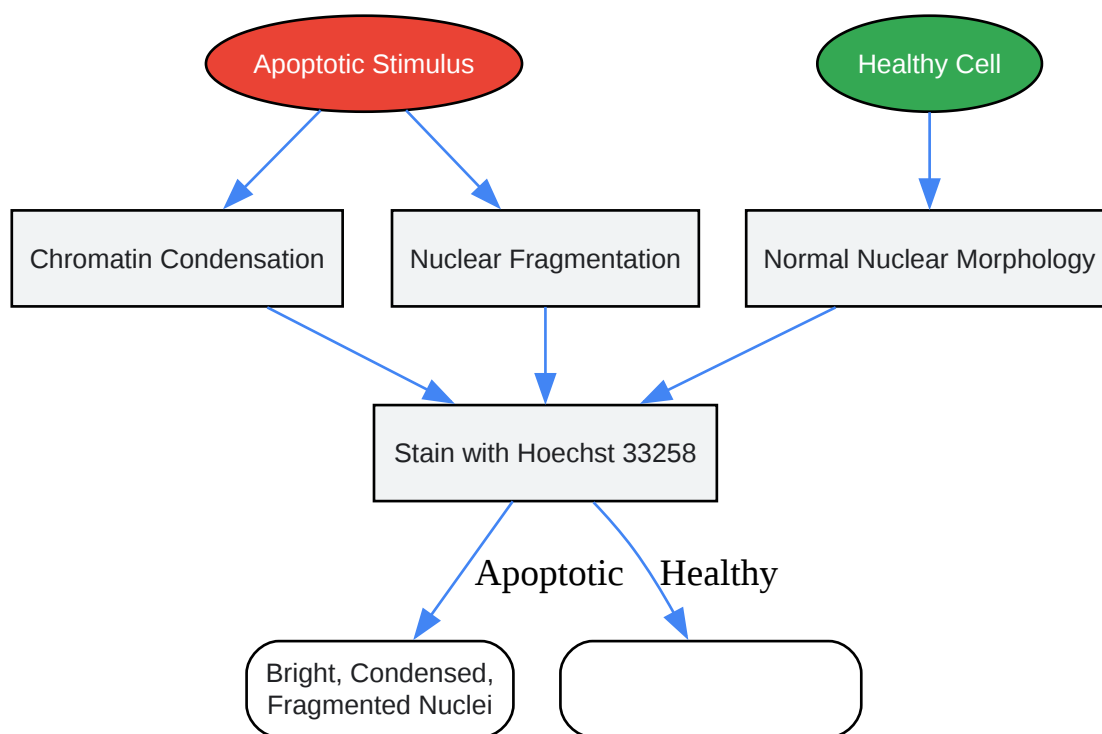 Apoptotic Stimulus
Healthy Cell
Chromatin Condensation
Nuclear Fragmentation
Normal Nuclear Morphology
Stain with Hoechst 33258
Apoptotic
Healthy
Bright, Condensed,
Fragmented Nuclei